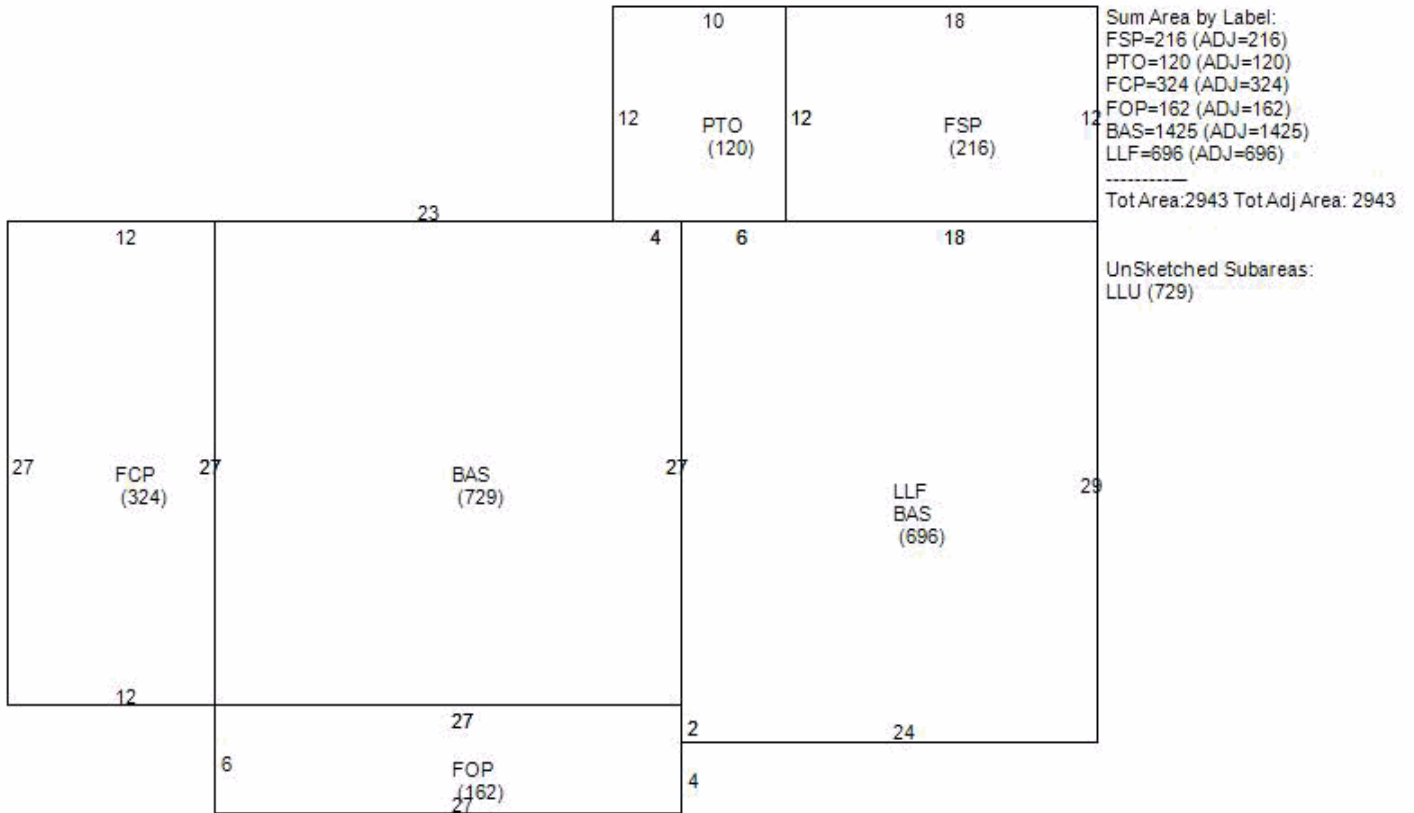 10
18
Sum Area by Label:
FSP=216 (ADJ=216)
PTO=120 (ADJ=120)
FCP=324 (ADJ=324)
FOP=162 (ADJ=162)
BAS=1425 (ADJ=1425)
LLF=696 (ADJ=696)
-----------
Tot Area:2943 Tot Adj Area: 2943
UnSketched Subareas:
LLU (729)
12
PTO
(120)
12
FSP
(216)
12
23
12
4
6
18
27
FCP
(324)
27
BAS
(729)
27
LLF
BAS
(696)
29
12
27
2
24
6
FOP
(162)
27
4